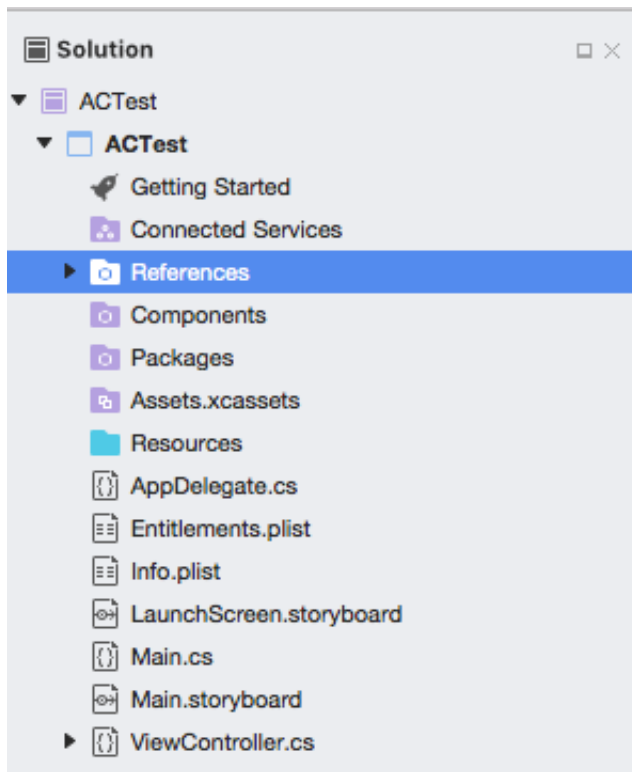 Solution
ACTest
ACTest
Getting Started
Connected Services
References
Components
Packages
Assets.xcassets
Resources
AppDelegate.cs
Entitlements.plist
Info.plist
LaunchScreen.storyboard
Main.cs
Main.storyboard
ViewController.cs